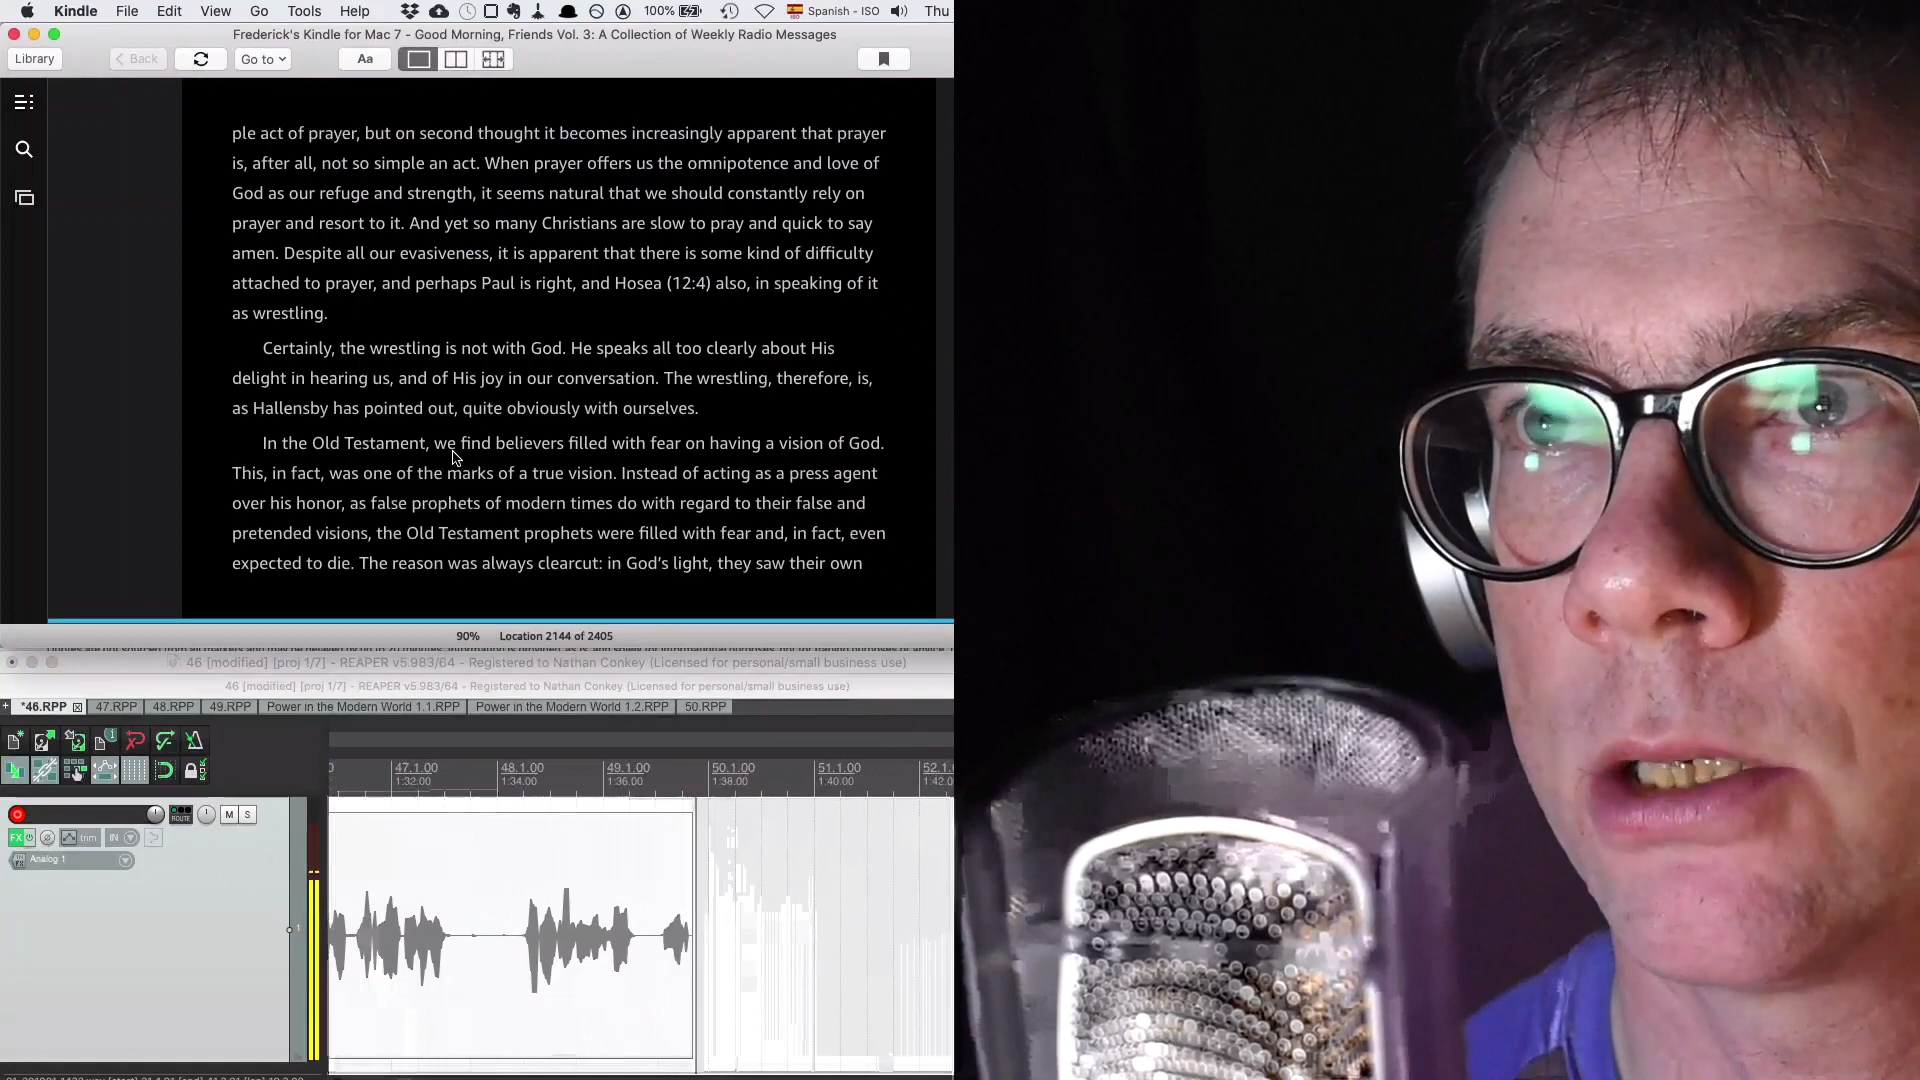 Kindle File Edit View Go Tools Help 100% Spanish - ISO Thu
Frederick's Kindle for Mac 7 - Good Morning, Friends Vol. 3: A Collection of Weekly Radio Messages
Library Back Go to Aa
ple act of prayer, but on second thought it becomes increasingly apparent that prayer
is, after all, not so simple an act. When prayer offers us the omnipotence and love of
God as our refuge and strength, it seems natural that we should constantly rely on
prayer and resort to it. And yet so many Christians are slow to pray and quick to say
amen. Despite all our evasiveness, it is apparent that there is some kind of difficulty
attached to prayer, and perhaps Paul is right, and Hosea (12:4) also, in speaking of it
as wrestling.
Certainly, the wrestling is not with God. He speaks all too clearly about His
delight in hearing us, and of His joy in our conversation. The wrestling, therefore, is,
as Hallensby has pointed out, quite obviously with ourselves.
In the Old Testament, we find believers filled with fear on having a vision of God.
This, in fact, was one of the marks of a true vision. Instead of acting as a press agent
over his honor, as false prophets of modern times do with regard to their false and
pretended visions, the Old Testament prophets were filled with fear and, in fact, even
expected to die. The reason was always clearcut: in God's light, they saw their own
90% Location 2144 of 2405
46 [modified] [proj 1/7] - REAPER v5.983/64 - Registered to Nathan Conkey (Licensed for personal/small business use)
46 [modified] [proj 1/7] - REAPER v5.983/64 - Registered to Nathan Conkey (Licensed for personal/small business use)
+ *46.RPP 47.RPP 48.RPP 49.RPP Power in the Modern World 1.1.RPP Power in the Modern World 1.2.RPP 50.RPP
47.1.00 48.1.00 49.1.00 50.1.00 51.1.00 52.1
1:32.00 1:34.00 1:36.00 1:38.00 1:40.00 1:42.0
ROUTE M S
FX trim IN
Analog 1
1